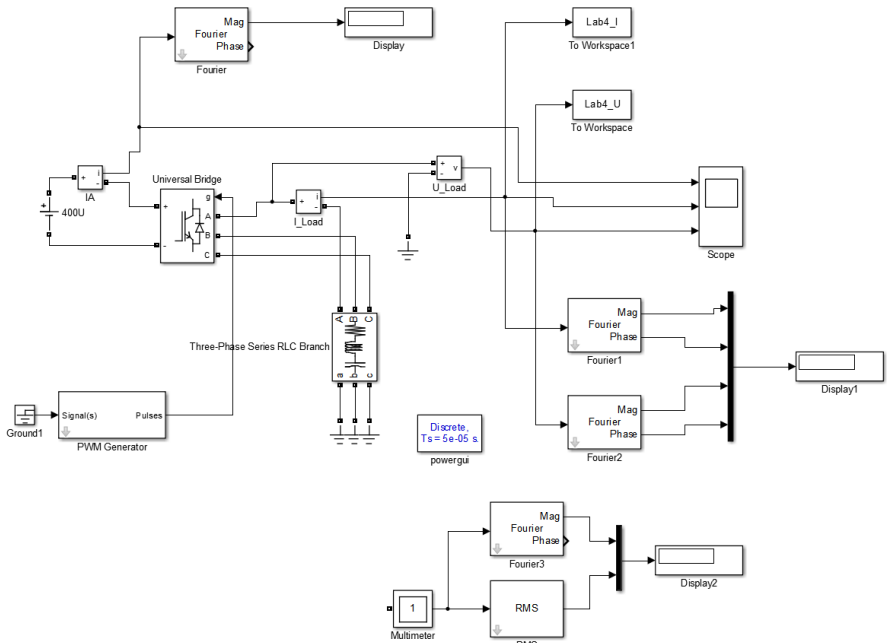 Mag
Fourier
Phase
Fourier
Display
Lab4_I
To Workspace1
Lab4_U
To Workspace
+
i
-
IA
400U
+
Universal Bridge
g
+
-
A
B
C
+
i
-
I_Load
+
-
v
U_Load
Scope
A B C
Three-Phase Series RLC Branch
a b c
Mag
Fourier
Phase
Fourier1
Display1
Mag
Fourier
Phase
Fourier2
Ground1
Signal(s) Pulses
PWM Generator
Discrete,
Ts = 5e-05 s.
powergui
Mag
Fourier
Phase
Fourier3
Display2
1
Multimeter
RMS
RMS